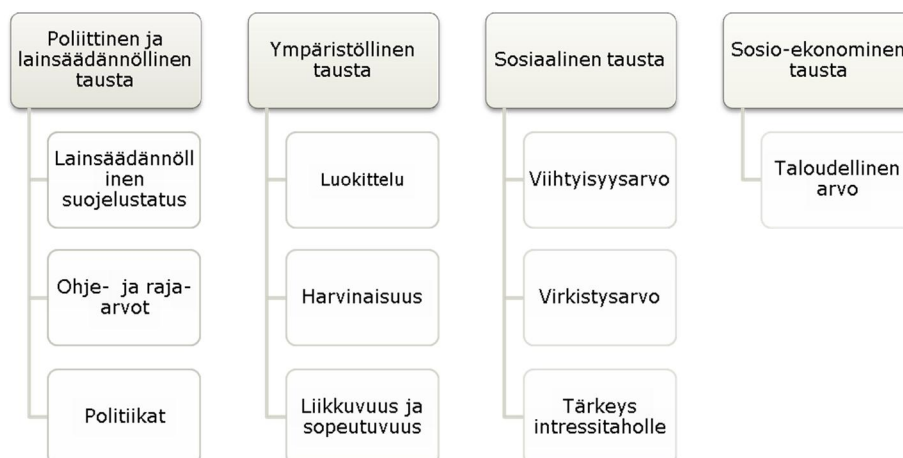 Poliittinen ja
lainsäädännöllinen
tausta
Lainsäädännöll
inen
suojelustatus
Ohje- ja raja-
arvot
Politiikat
Ympäristöllinen
tausta
Luokittelu
Harvinaisuus
Liikkuvuus ja
sopeutuvuus
Sosiaalinen tausta
Viihtyisyysarvo
Virkistysarvo
Tärkeys
intressitaholle
Sosio-ekonominen
tausta
Taloudellinen
arvo